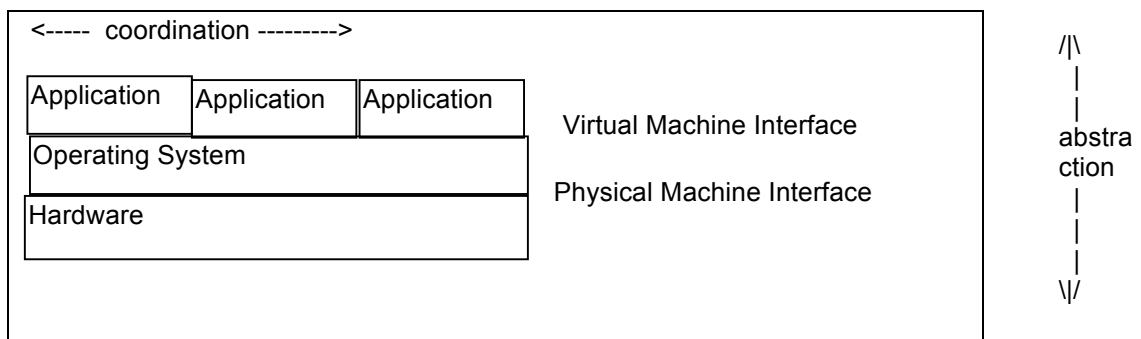 <----- coordination --------->
Application Application Application
Virtual Machine Interface
Operating System
Physical Machine Interface
Hardware
/|\
|
|
abstra
ction
|
|
|
\|/